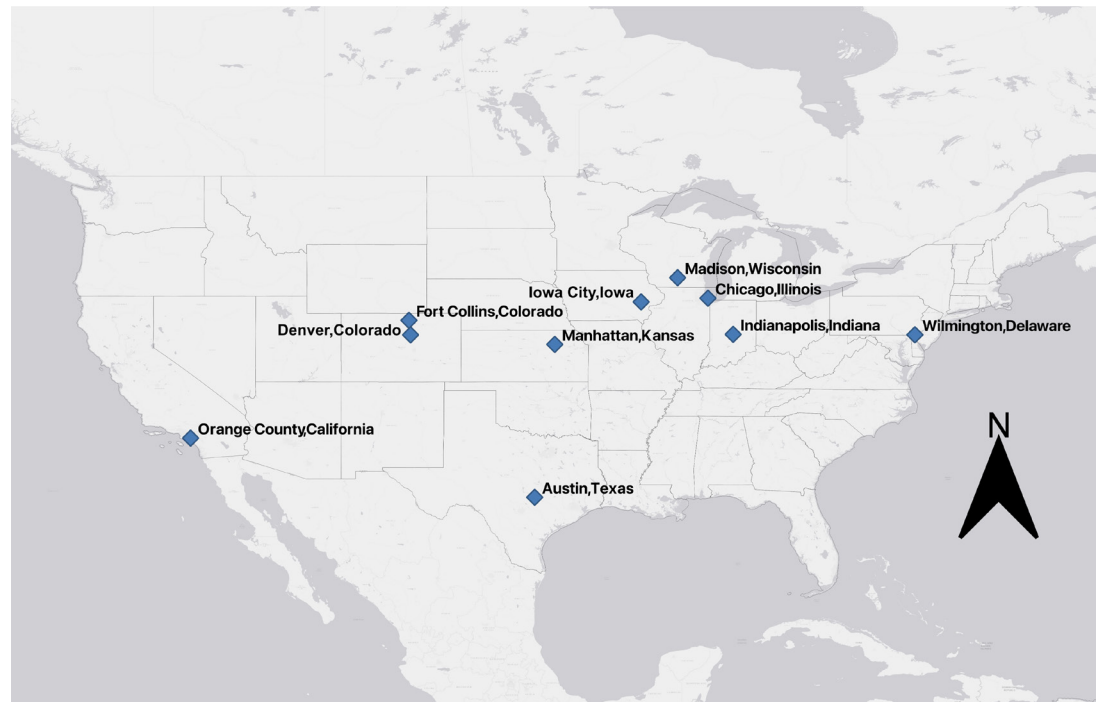 Madison,Wisconsin
Iowa City,Iowa
Chicago,Illinois
Fort Collins,Colorado
Denver,Colorado
Manhattan,Kansas
Indianapolis,Indiana
Wilmington,Delaware
Orange County,California
N
Austin,Texas